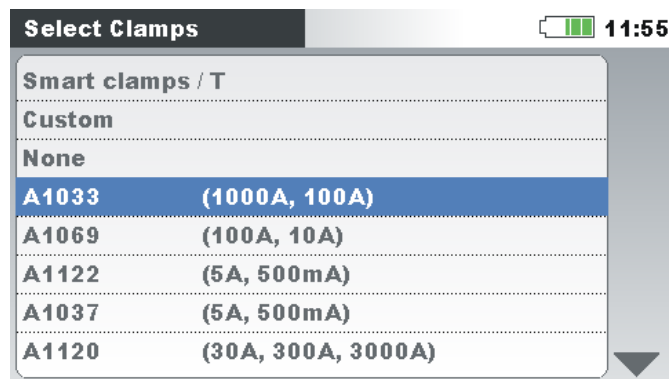 Select Clamps 11:55
Smart clamps / T
Custom
None
A1033 (1000A, 100A)
A1069 (100A, 10A)
A1122 (5A, 500mA)
A1037 (5A, 500mA)
A1120 (30A, 300A, 3000A)